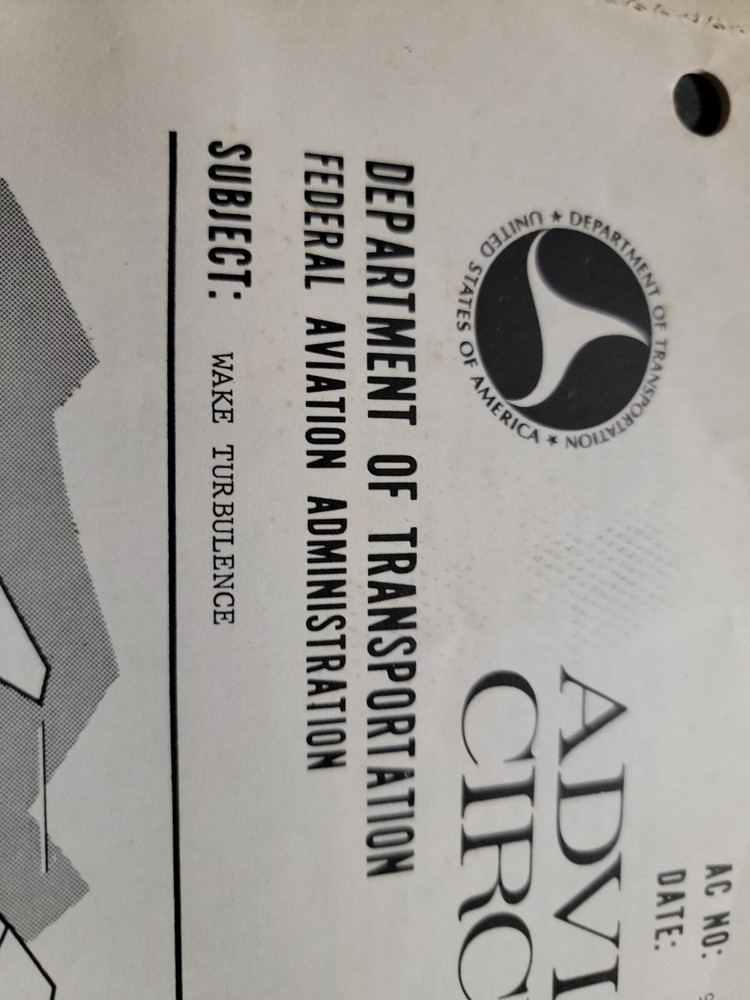 AC NO:
DATE:
ADVI
CIRC
DEPARTMENT OF TRANSPORTATION ★ UNITED STATES OF AMERICA ★
DEPARTMENT OF TRANSPORTATION
FEDERAL AVIATION ADMINISTRATION
SUBJECT: WAKE TURBULENCE